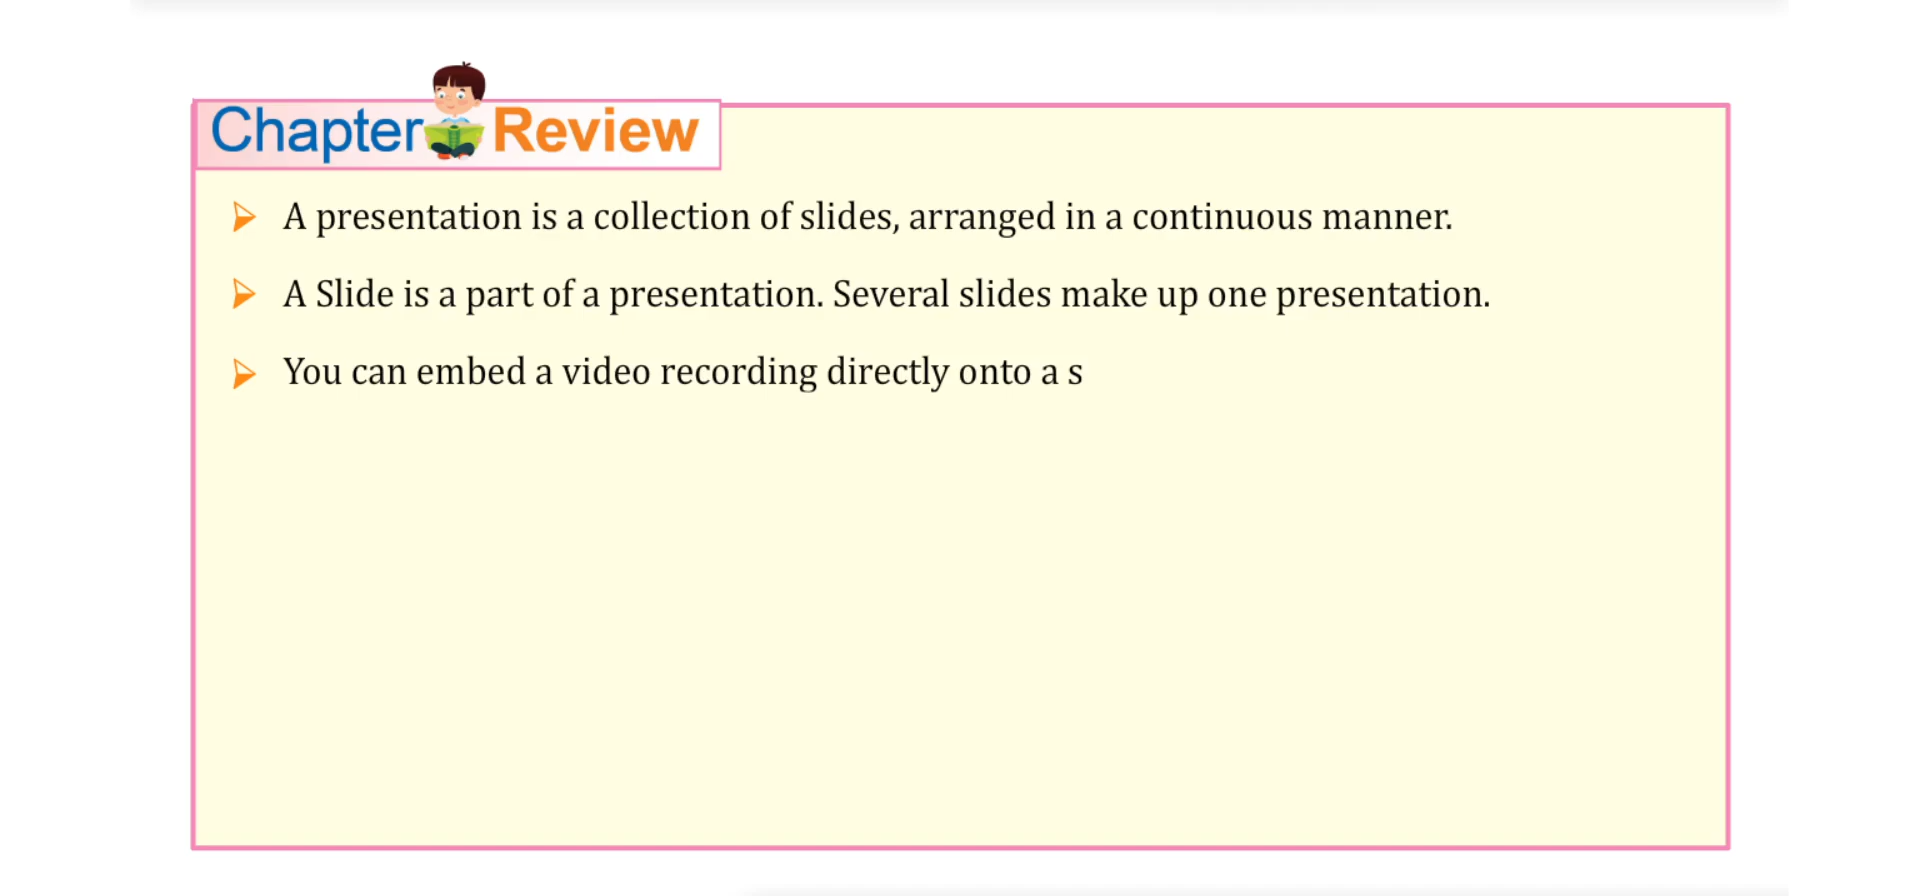 Chapter Review
A presentation is a collection of slides, arranged in a continuous manner.
A Slide is a part of a presentation. Several slides make up one presentation.
You can embed a video recording directly onto a s